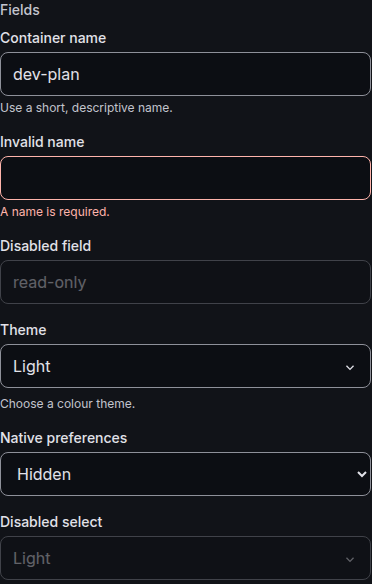 Fields
Container name
dev-plan
Use a short, descriptive name.
Invalid name
A name is required.
Disabled field
read-only
Theme
Light
Choose a colour theme.
Native preferences
Hidden
Disabled select
Light